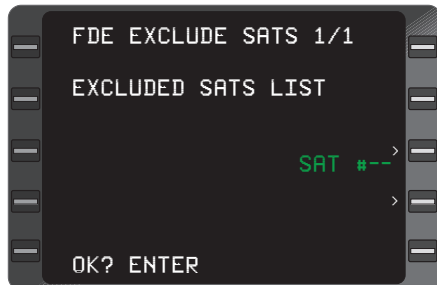 FDE EXCLUDE SATS 1/1
EXCLUDED SATS LIST
SAT #-->
>
OK? ENTER